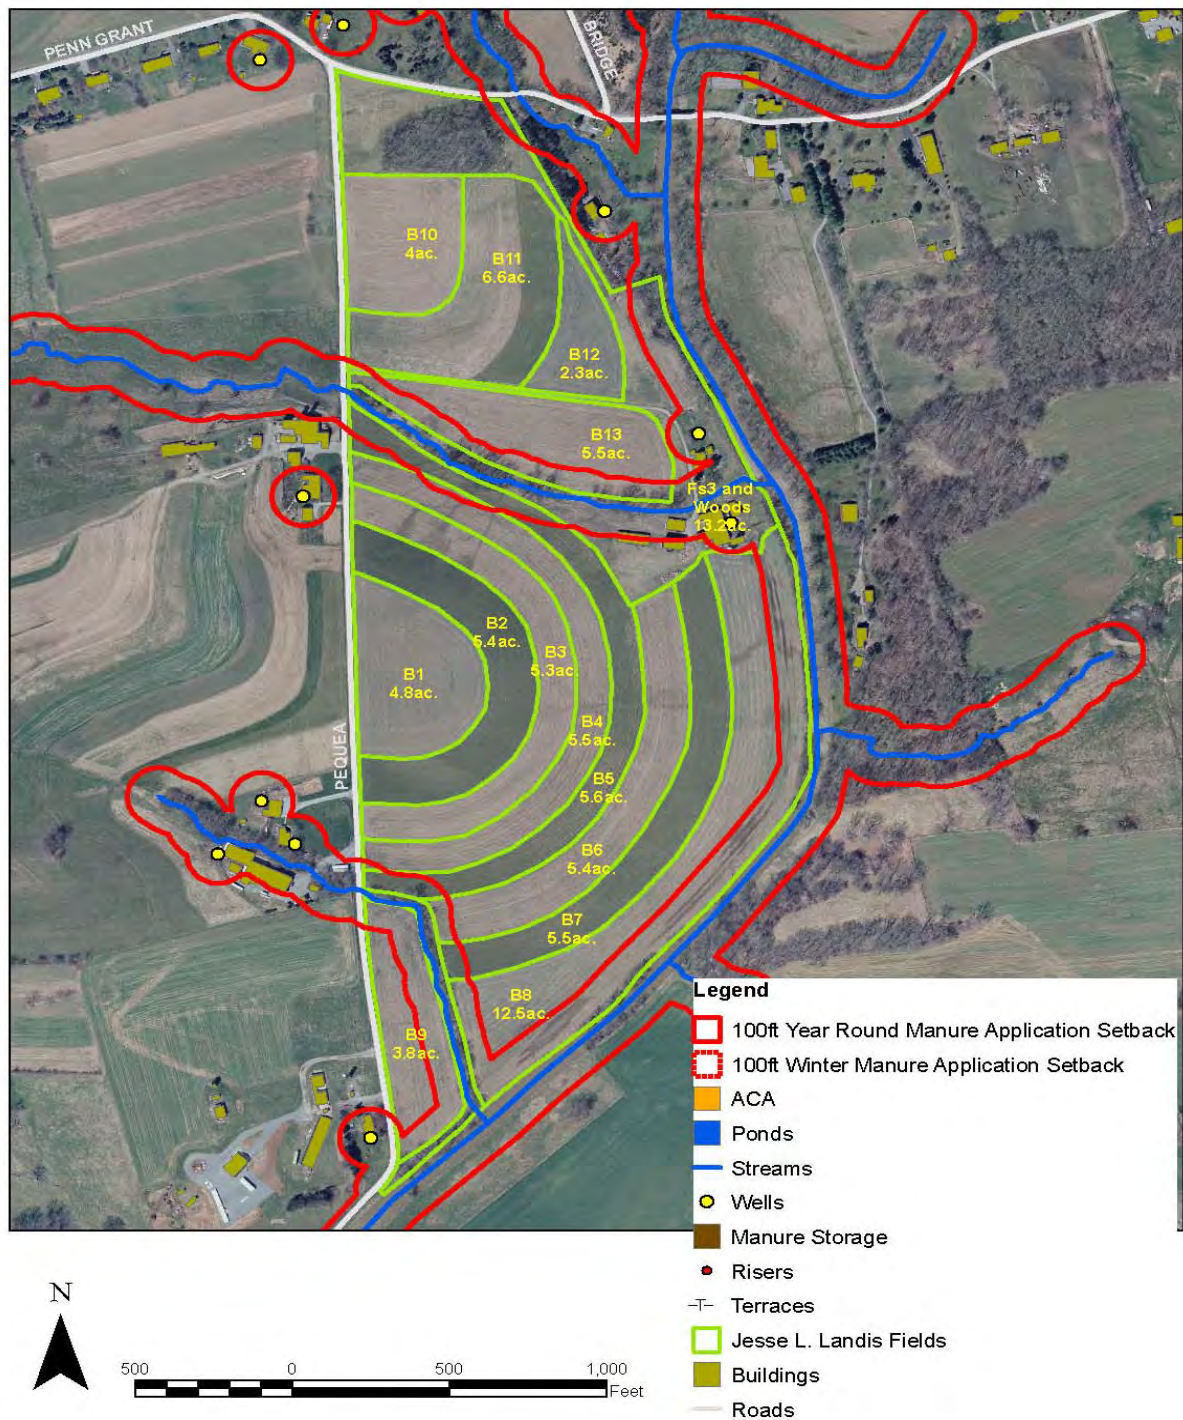 PENN GRANT
BRIDGE
B10
4ac.
B11
6.6ac.
B12
2.3ac.
B13
5.5ac.
Fs3 and
Woods
13.2ac.
B2
5.4ac.
B3
5.3ac.
B1
4.8ac.
B4
5.5ac.
PEQUEA
B5
5.6ac.
B6
5.4ac.
B7
5.5ac.
B8
12.5ac.
B9
3.8ac.
Legend
100ft Year Round Manure Application Setback
100ft Winter Manure Application Setback
ACA
Ponds
Streams
Wells
Manure Storage
Risers
-T- Terraces
Jesse L. Landis Fields
Buildings
Roads
N
500 0 500 1,000
Feet